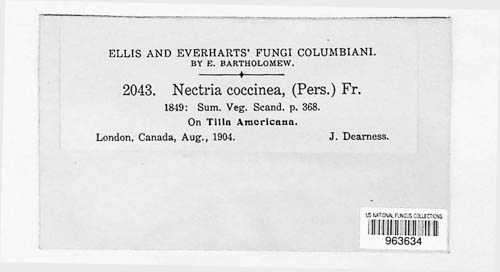 ELLIS AND EVERHARTS' FUNGI COLUMBIANI.
BY E. BARTHOLOMEW.
2043. Nectria coccinea, (Pers.) Fr.
1849: Sum. Veg. Scand. p. 368.
On Tilia Americana.
London, Canada, Aug., 1904. J. Dearness.
US NATIONAL FUNGUS COLLECTIONS
963634